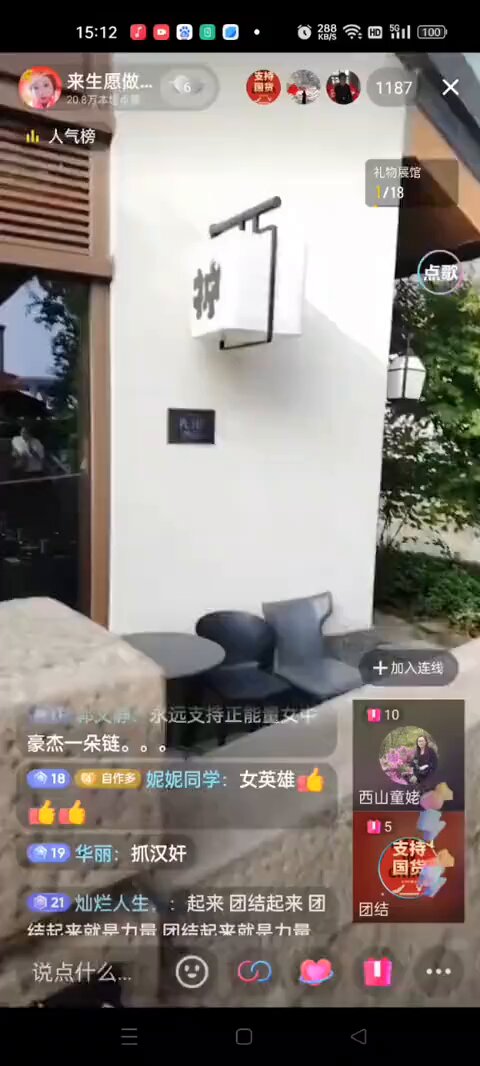 15:12
288
KB/S
HD
5G
100
来生愿做...
6
支持
国货
1187
20.8万本场点赞
人气榜
礼物展馆
1/18
点歌
加入连线
永远支持正能量女中
豪杰一朵链。。。
18 自作多 妮妮同学：女英雄👍
👍👍
19 华丽：抓汉奸
21 灿烂人生。：起来 团结起来 团
结起来就是力量 团结起来就是力量
10
西山童姥
5
支持
国货
团结
说点什么...